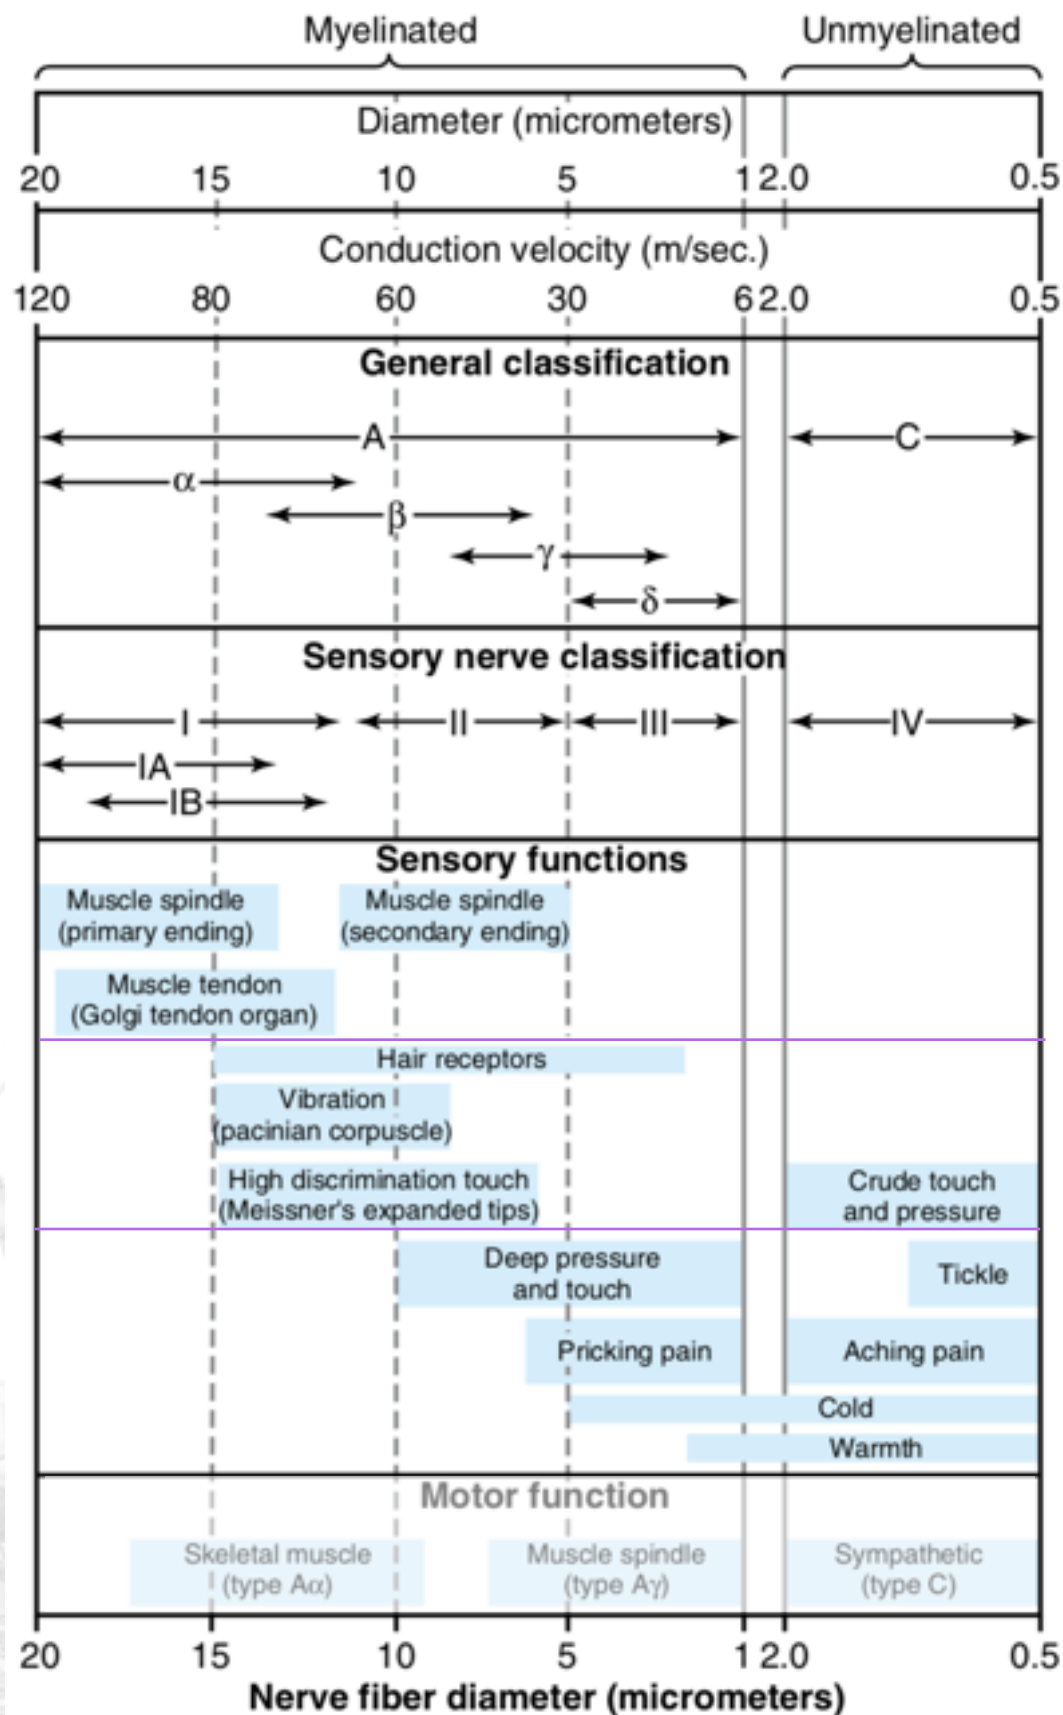 Myelinated Unmyelinated
Diameter (micrometers)
20 15 10 5 1 2.0 0.5
Conduction velocity (m/sec.)
120 80 60 30 6 2.0 0.5
General classification
A C
α
β
γ
δ
Sensory nerve classification
I II III IV
IA
IB
Sensory functions
Muscle spindle
(primary ending)
Muscle spindle
(secondary ending)
Muscle tendon
(Golgi tendon organ)
Hair receptors
Vibration
(pacinian corpuscle)
High discrimination touch
(Meissner's expanded tips)
Crude touch
and pressure
Deep pressure
and touch
Tickle
Pricking pain
Aching pain
Cold
Warmth
Motor function
Skeletal muscle
(type Aα)
Muscle spindle
(type Aγ)
Sympathetic
(type C)
20 15 10 5 1 2.0 0.5
Nerve fiber diameter (micrometers)